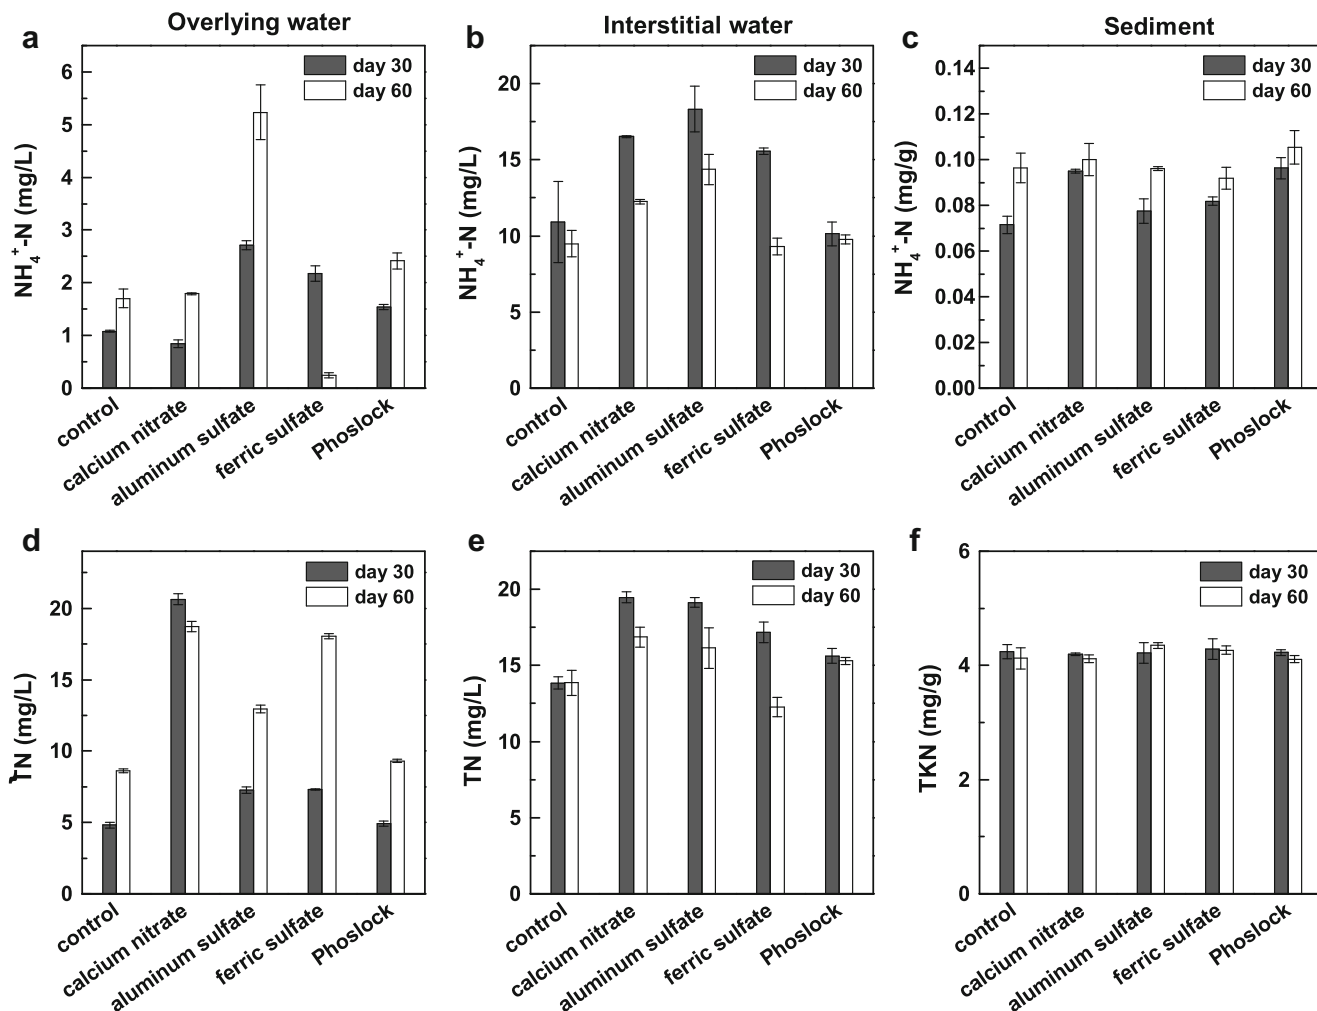 Overlying water
Interstitial water
Sediment
a
day 30
day 60
NH4+-N (mg/L)
6
5
4
3
2
1
0
control
calcium nitrate
aluminum sulfate
ferric sulfate
Phoslock
b
day 30
day 60
NH4+-N (mg/L)
20
15
10
5
0
control
calcium nitrate
aluminum sulfate
ferric sulfate
Phoslock
c
day 30
day 60
NH4+-N (mg/g)
0.14
0.12
0.10
0.08
0.06
0.04
0.02
0.00
control
calcium nitrate
aluminum sulfate
ferric sulfate
Phoslock
d
day 30
day 60
TN (mg/L)
20
15
10
5
0
control
calcium nitrate
aluminum sulfate
ferric sulfate
Phoslock
e
day 30
day 60
TN (mg/L)
20
15
10
5
0
control
calcium nitrate
aluminum sulfate
ferric sulfate
Phoslock
f
day 30
day 60
TKN (mg/g)
6
4
2
0
control
calcium nitrate
aluminum sulfate
ferric sulfate
Phoslock